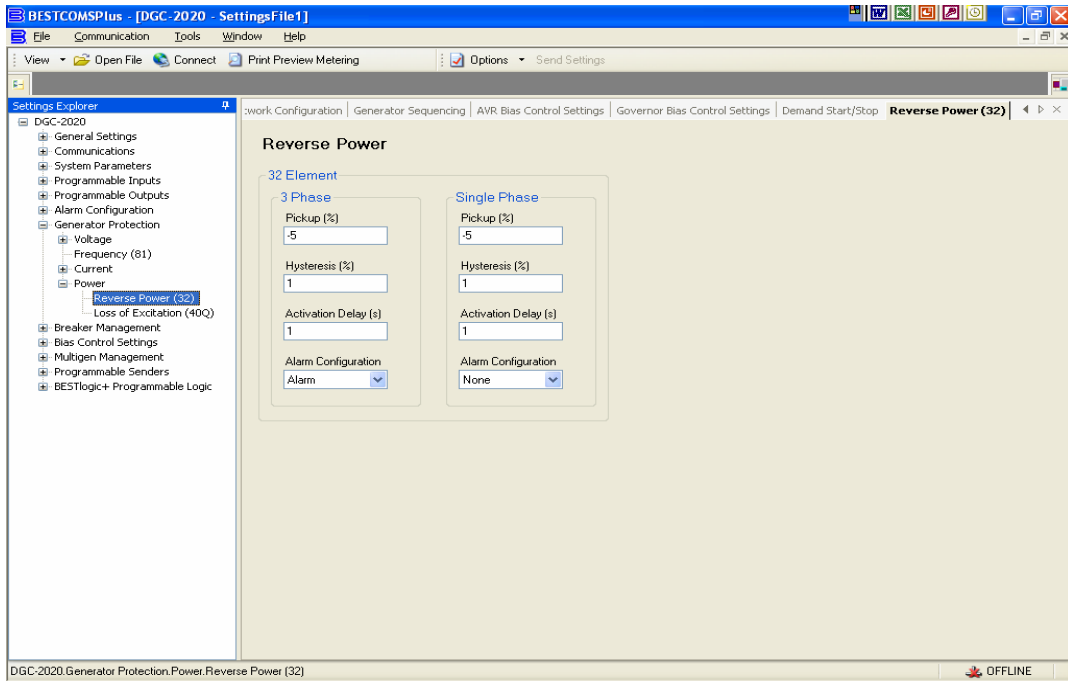 BESTCOMSPlus - [DGC-2020 - SettingsFile1]
File Communication Tools Window Help
View Open File Connect Print Preview Metering Options Send Settings
Settings Explorer
:work Configuration Generator Sequencing AVR Bias Control Settings Governor Bias Control Settings Demand Start/Stop Reverse Power (32)
DGC-2020
General Settings
Communications
System Parameters
Programmable Inputs
Programmable Outputs
Alarm Configuration
Generator Protection
Voltage
Frequency (81)
Current
Power
Reverse Power (32)
Loss of Excitation (40Q)
Breaker Management
Bias Control Settings
Multigen Management
Programmable Senders
BESTlogic+ Programmable Logic
Reverse Power
32 Element
3 Phase
Pickup (%)
-5
Hysteresis (%)
1
Activation Delay (s)
1
Alarm Configuration
Alarm
Single Phase
Pickup (%)
-5
Hysteresis (%)
1
Activation Delay (s)
1
Alarm Configuration
None
DGC-2020.Generator Protection.Power.Reverse Power (32)
OFFLINE